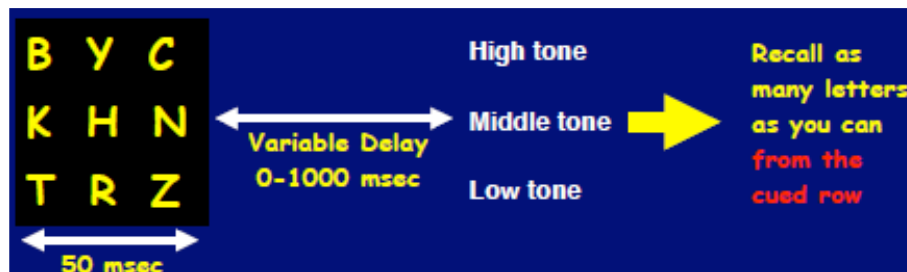 B Y C
K H N
T R Z
50 msec
Variable Delay
0-1000 msec
High tone
Middle tone
Low tone
Recall as
many letters
as you can
from the
cued row